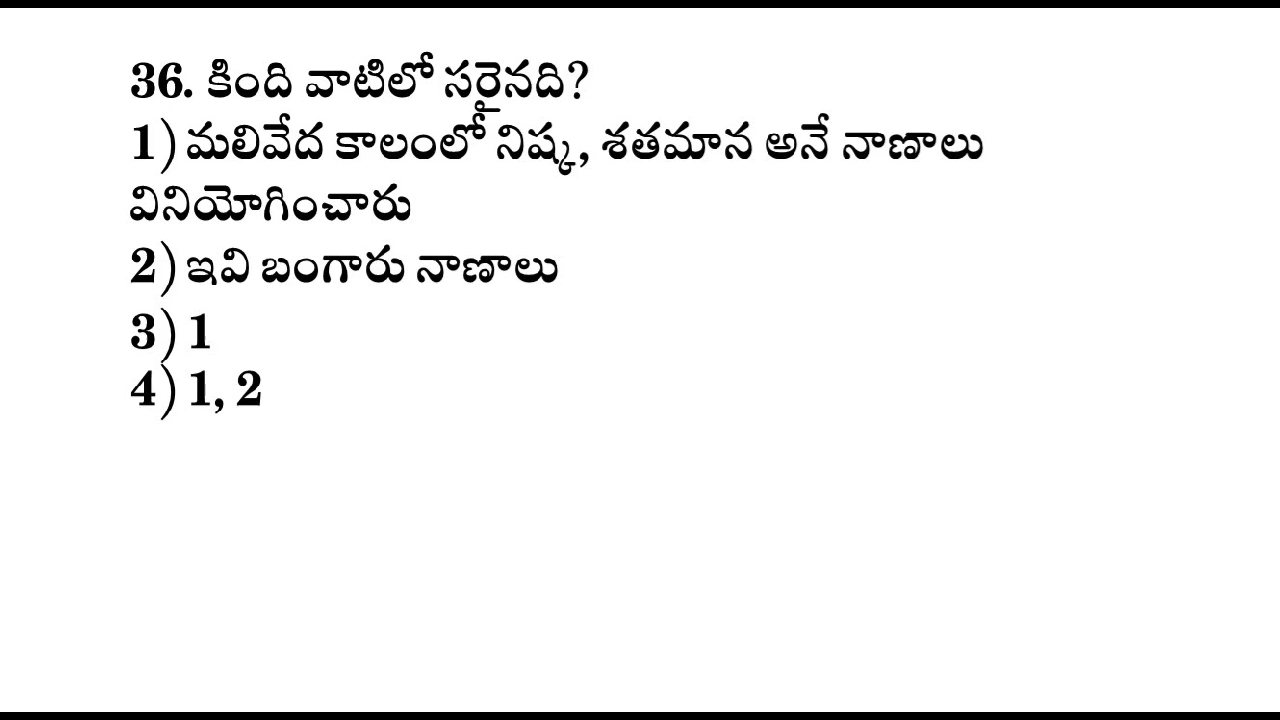 36. కింది వాటిలో సరైనది?
1) మలివేద కాలంలో నిష్క, శతమాన అనే నాణాలు
వినియోగించారు
2) ఇవి బంగారు నాణాలు
3) 1
4) 1, 2